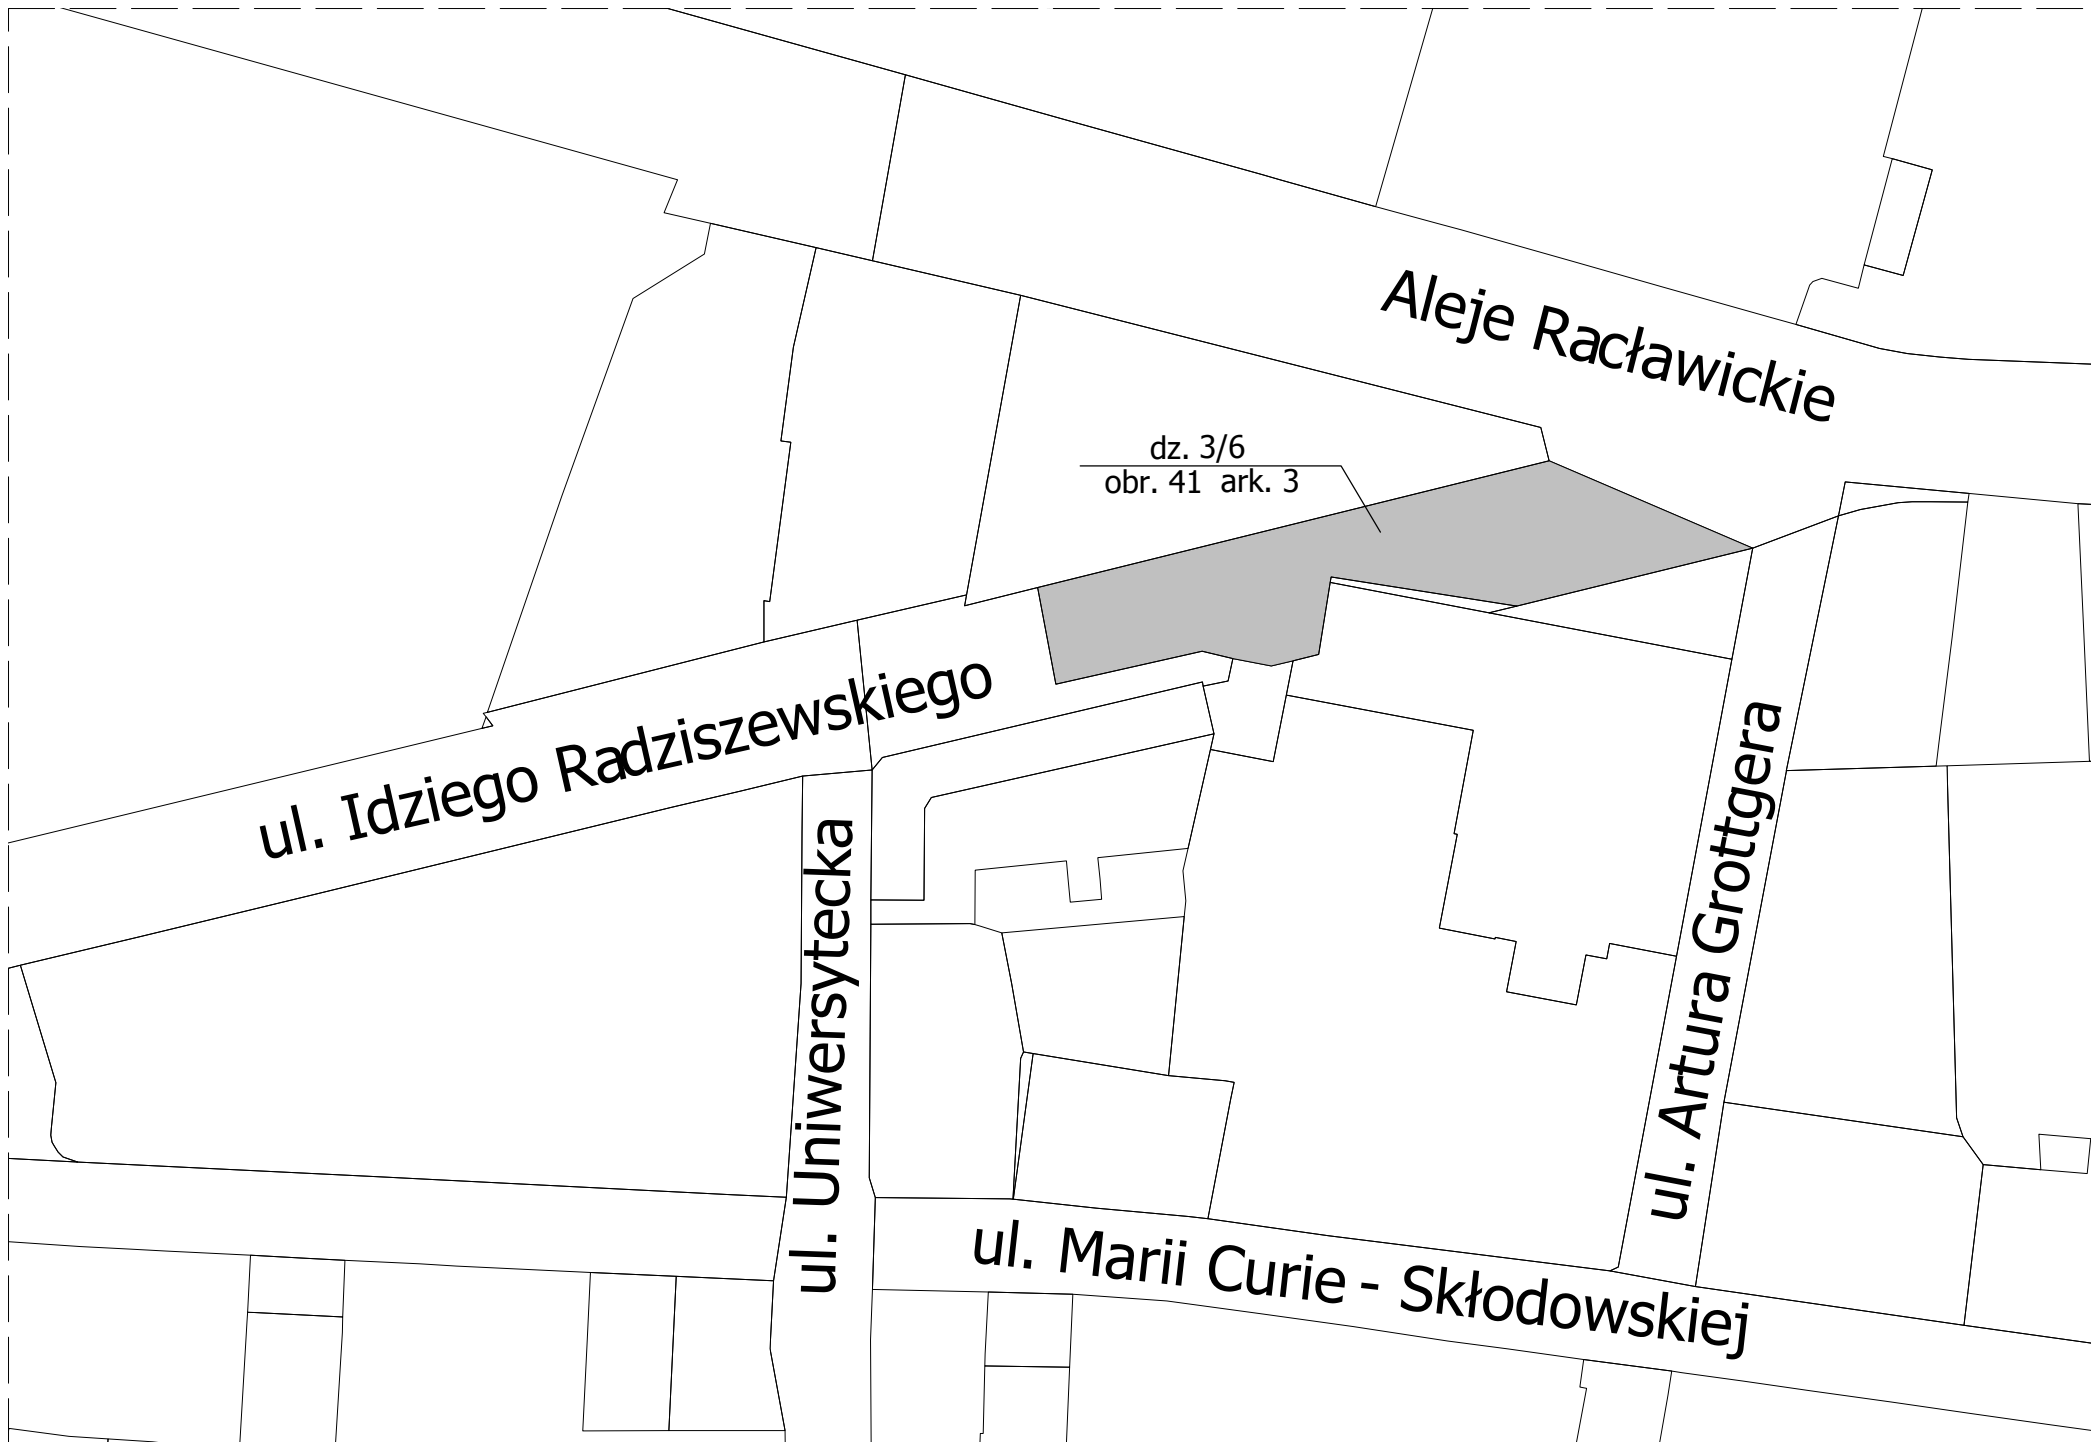 Aleje Racławickie
dz. 3/6
obr. 41 ark. 3
ul. Idziego Radziszewskiego
ul. Uniwersytecka
ul. Artura Grottgera
ul. Marii Curie - Skłodowskiej